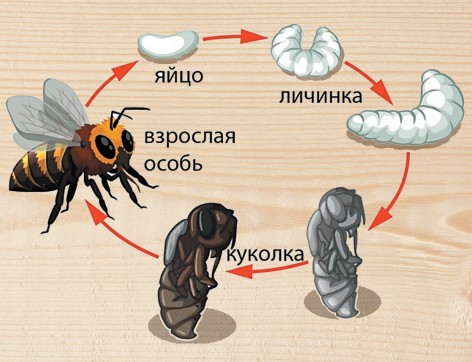 яйцо
личинка
взрослая
особь
куколка